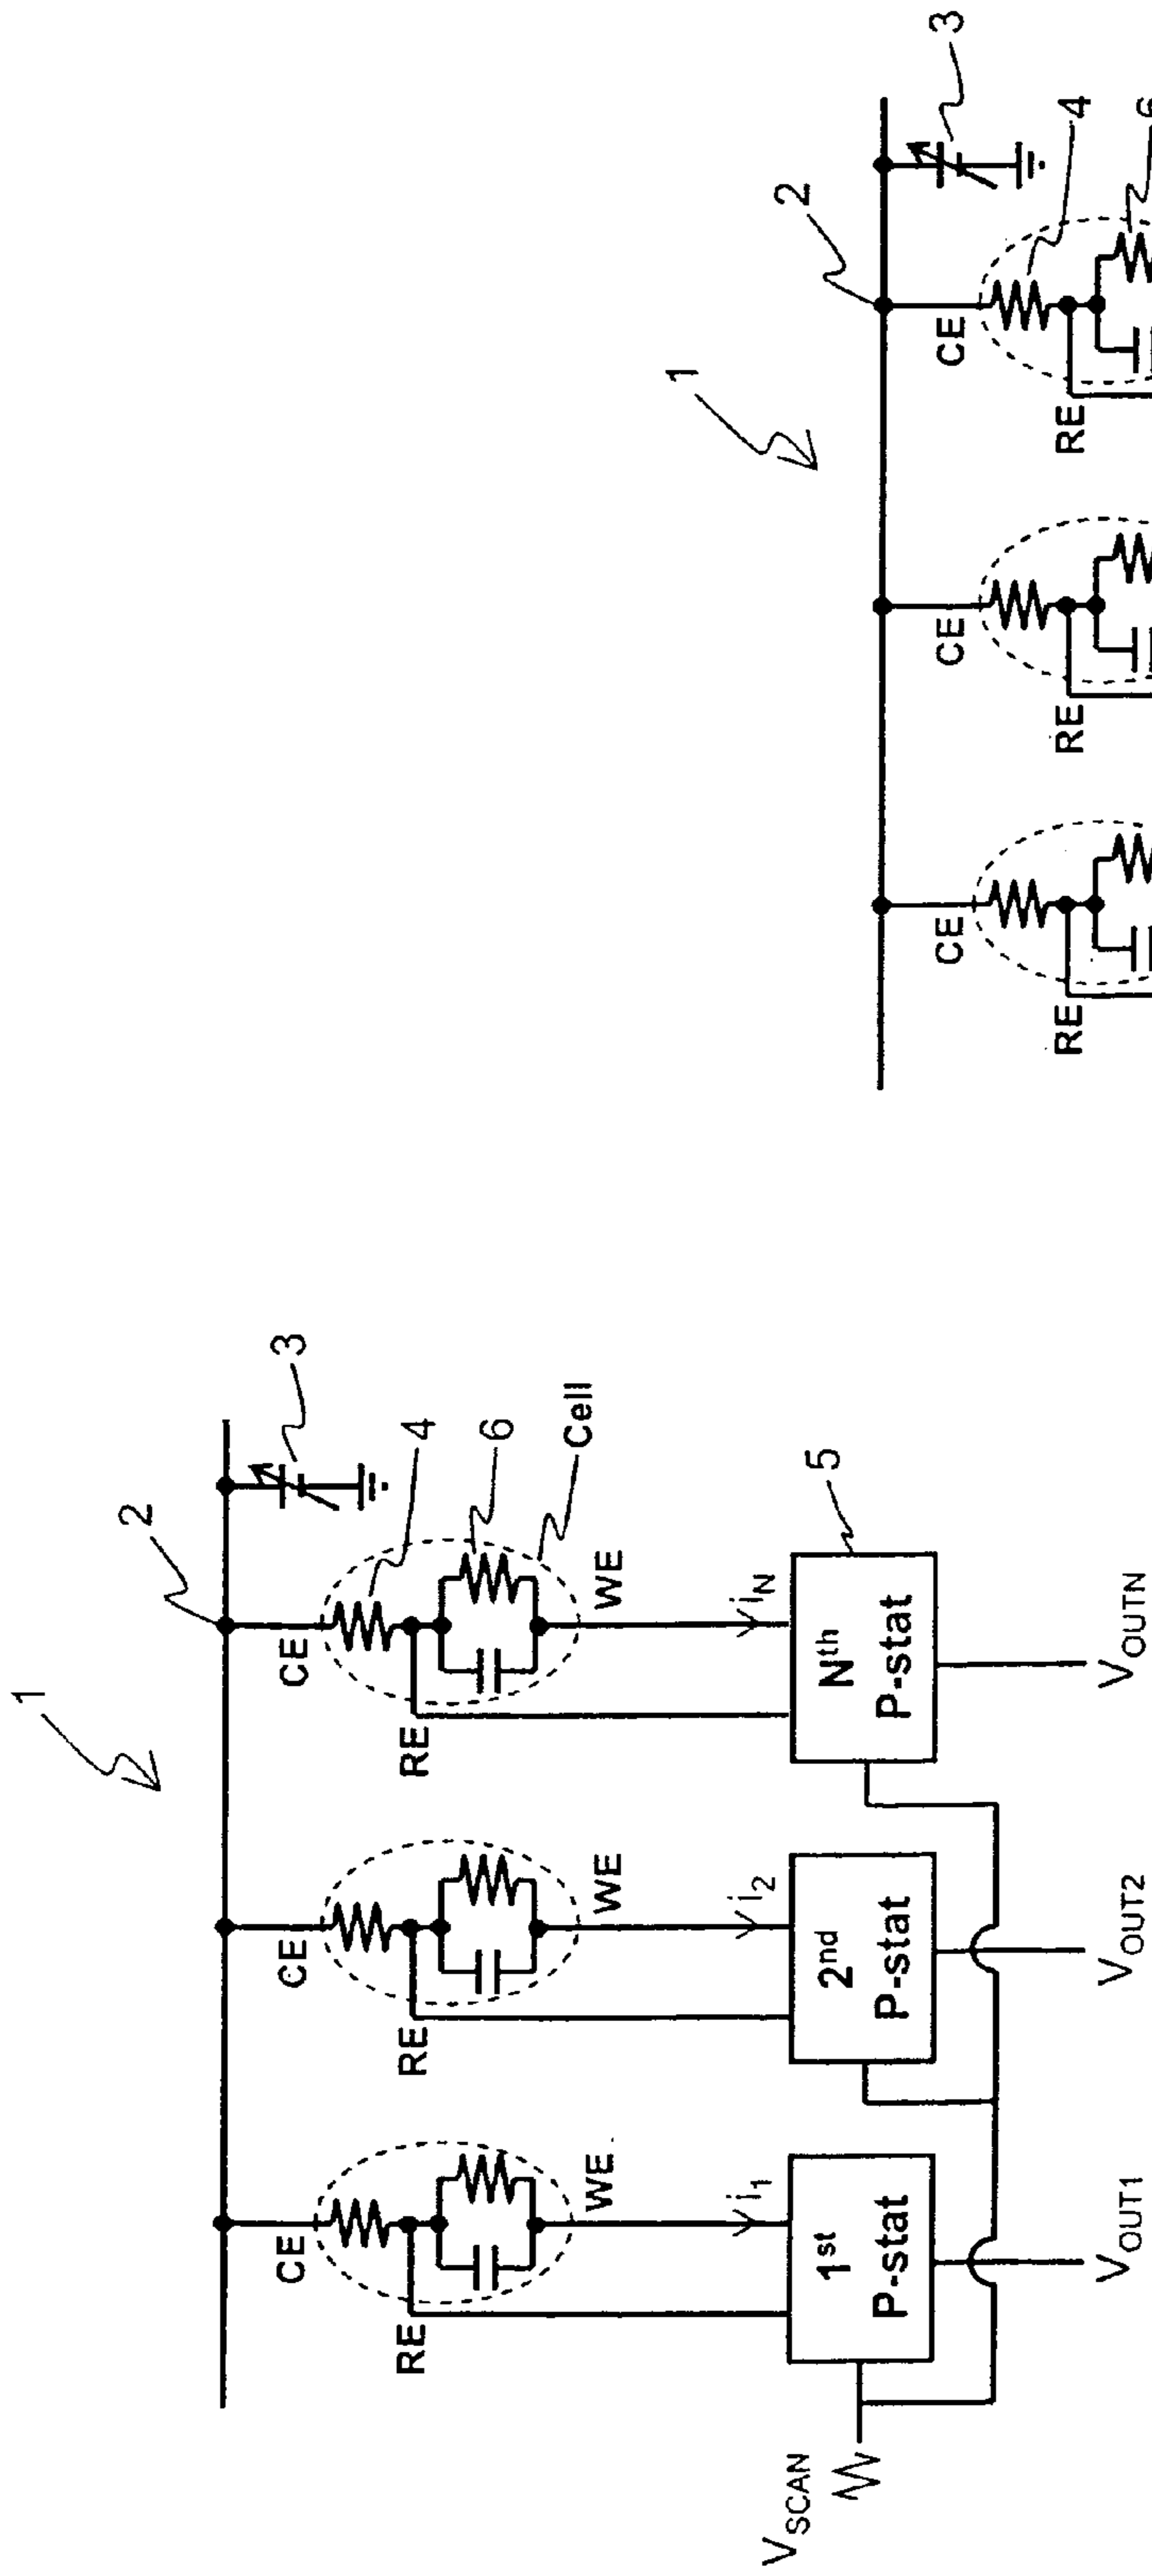 1
2
3
CE
CE
CE
4
RE
RE
RE
6
Cell
WE
WE
WE
i1
i2
iN
5
VSCAN
1st
P-stat
2nd
P-stat
Nth
P-stat
VOUT1
VOUT2
VOUTN
1
2
3
CE
CE
CE
4
RE
RE
RE